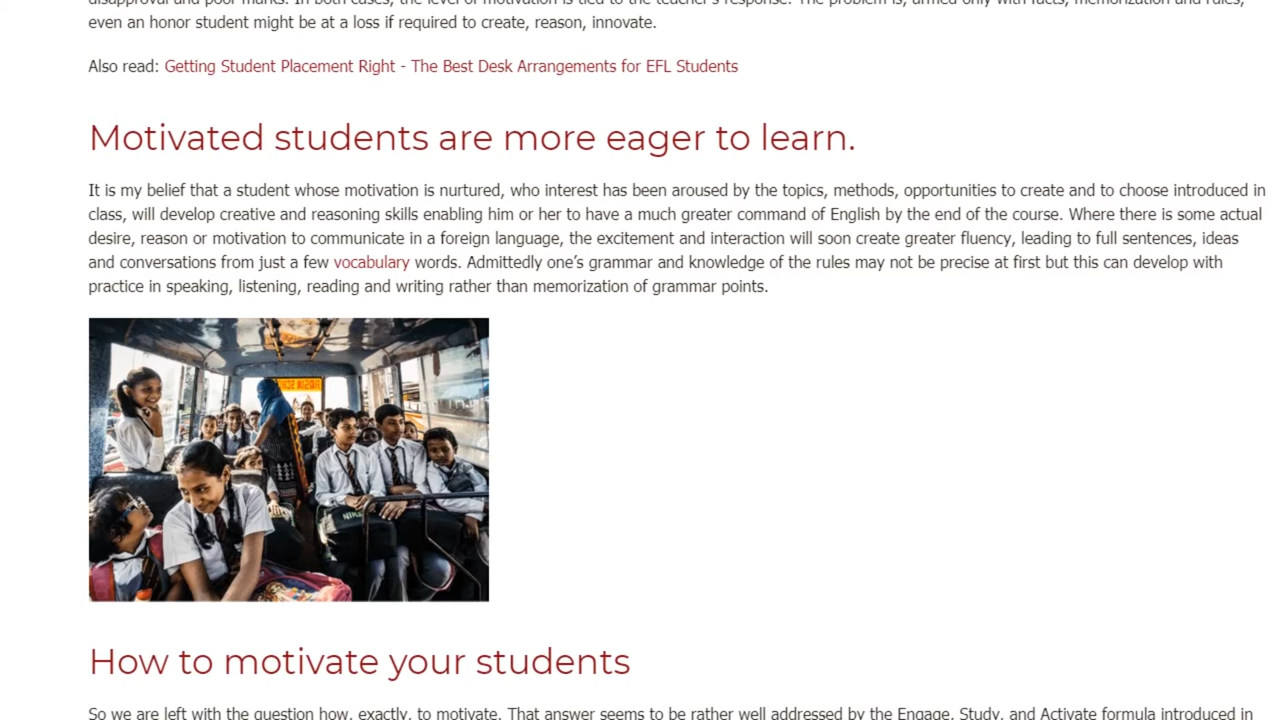 even an honor student might be at a loss if required to create, reason, innovate.
Also read: Getting Student Placement Right - The Best Desk Arrangements for EFL Students
Motivated students are more eager to learn.
It is my belief that a student whose motivation is nurtured, who interest has been aroused by the topics, methods, opportunities to create and to choose introduced in
class, will develop creative and reasoning skills enabling him or her to have a much greater command of English by the end of the course. Where there is some actual
desire, reason or motivation to communicate in a foreign language, the excitement and interaction will soon create greater fluency, leading to full sentences, ideas
and conversations from just a few vocabulary words. Admittedly one's grammar and knowledge of the rules may not be precise at first but this can develop with
practice in speaking, listening, reading and writing rather than memorization of grammar points.
How to motivate your students
So we are left with the question how, exactly, to motivate. That answer seems to be rather well addressed by the Engage, Study, and Activate formula introduced in